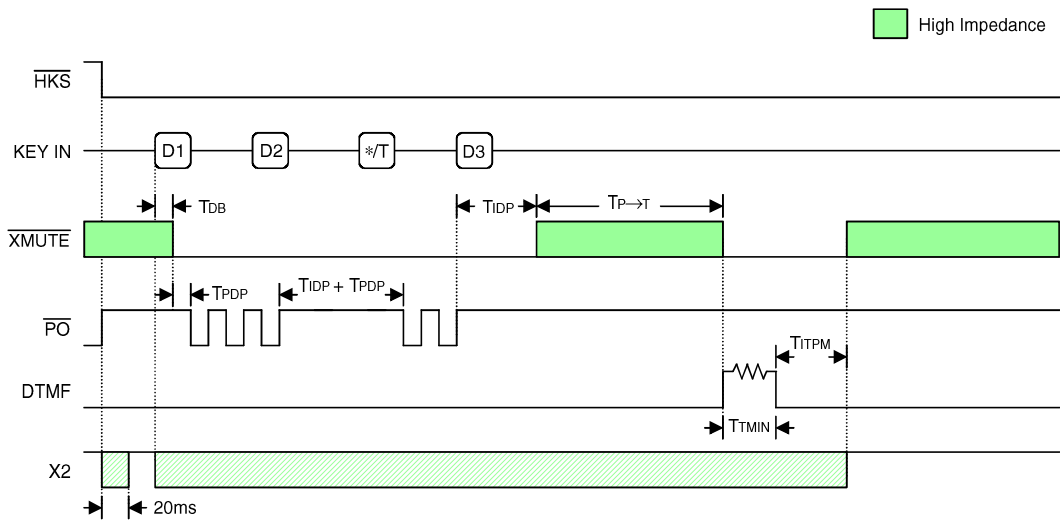 High Impedance
HKS
KEY IN
D1
D2
*/T
D3
TDB
TIDP
TP→T
XMUTE
TPDP
TIDP + TPDP
PO
TITPM
DTMF
TTMIN
X2
20ms